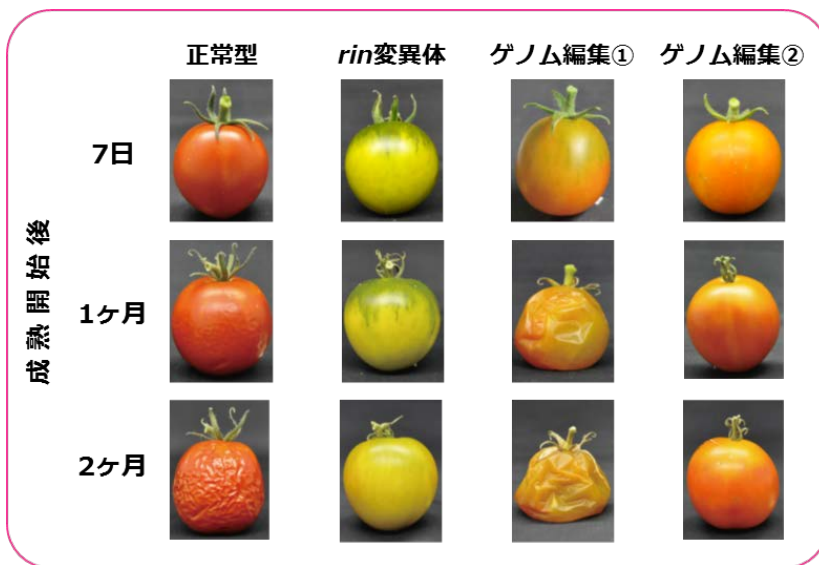 正常型
rin変異体
ゲノム編集①
ゲノム編集②
成熟開始後
7日
1ヶ月
2ヶ月